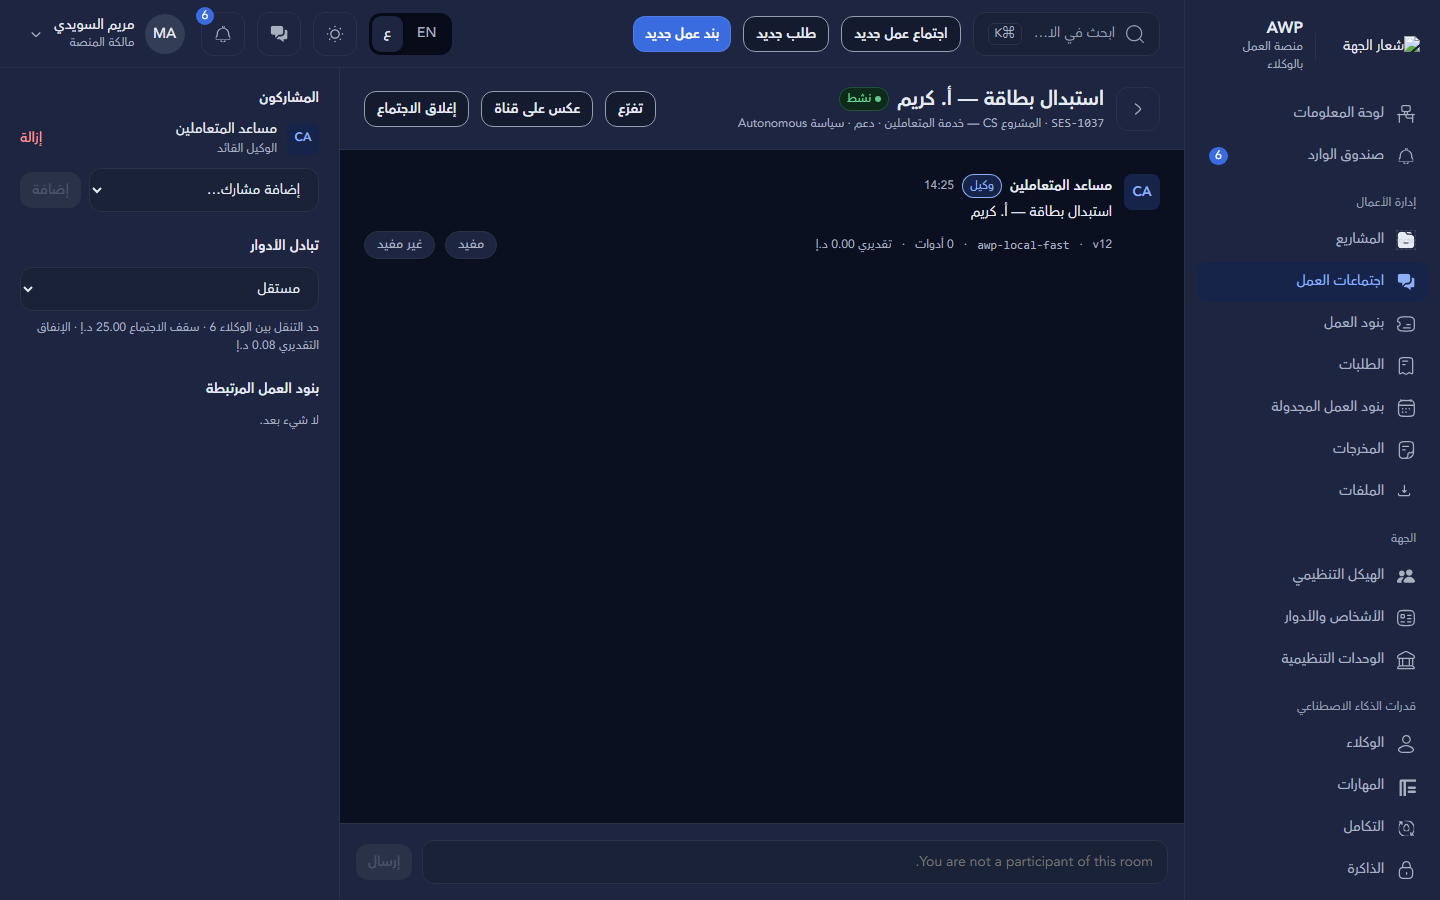 شعار الجهة
AWP
منصة العمل
بالوكلاء
لوحة المعلومات
صندوق الوارد
6
إدارة الأعمال
المشاريع
اجتماعات العمل
بنود العمل
الطلبات
بنود العمل المجدولة
المخرجات
الملفات
الجهة
الهيكل التنظيمي
الأشخاص والأدوار
الوحدات التنظيمية
قدرات الذكاء الاصطناعي
الوكلاء
المهارات
التكامل
الذاكرة
ابحث في الا...
⌘K
اجتماع عمل جديد
طلب جديد
بند عمل جديد
EN
ع
6
MA
مريم السويدي
مالكة المنصة
استبدال بطاقة — أ. كريم
نشط
SES-1037 · المشروع CS — خدمة المتعاملين · دعم · سياسة Autonomous
تفرّع
عكس على قناة
إغلاق الاجتماع
CA
مساعد المتعاملين
وكيل
14:25
استبدال بطاقة — أ. كريم
v12 · awp-local-fast · 0 أدوات · تقديري 0.00 د.إ
مفيد
غير مفيد
You are not a participant of this room.
إرسال
المشاركون
CA
مساعد المتعاملين
الوكيل القائد
إزالة
إضافة مشارك...
إضافة
تبادل الأدوار
مستقل
حد التنقل بين الوكلاء 6 · سقف الاجتماع 25.00 د.إ · الإنفاق
التقديري 0.08 د.إ
بنود العمل المرتبطة
لا شيء بعد.